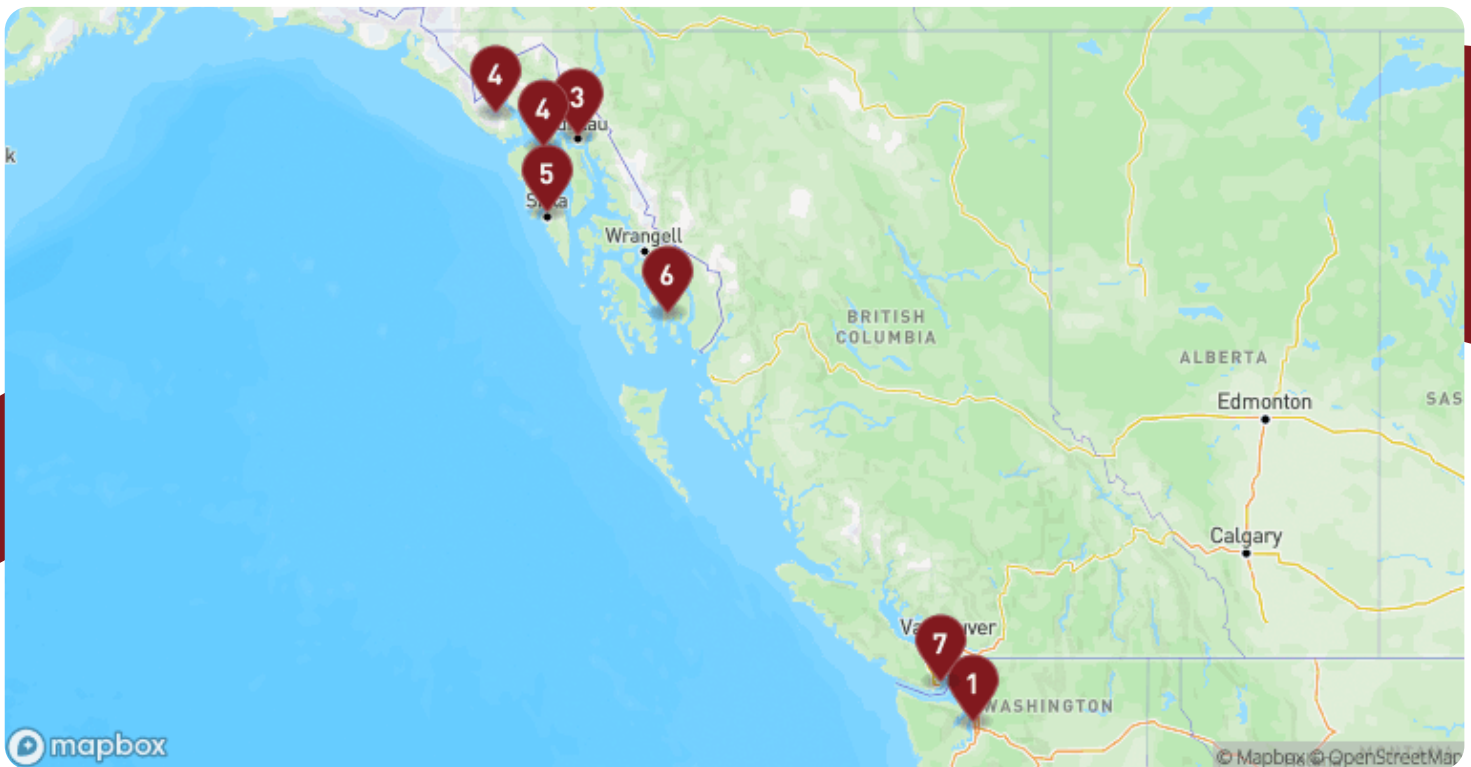 4
4
3
k
5
Wrangell
6
BRITISH
COLUMBIA
ALBERTA
Edmonton
SAS
Calgary
7
1
WASHINGTON
mapbox
© Mapbox © OpenStreetMap